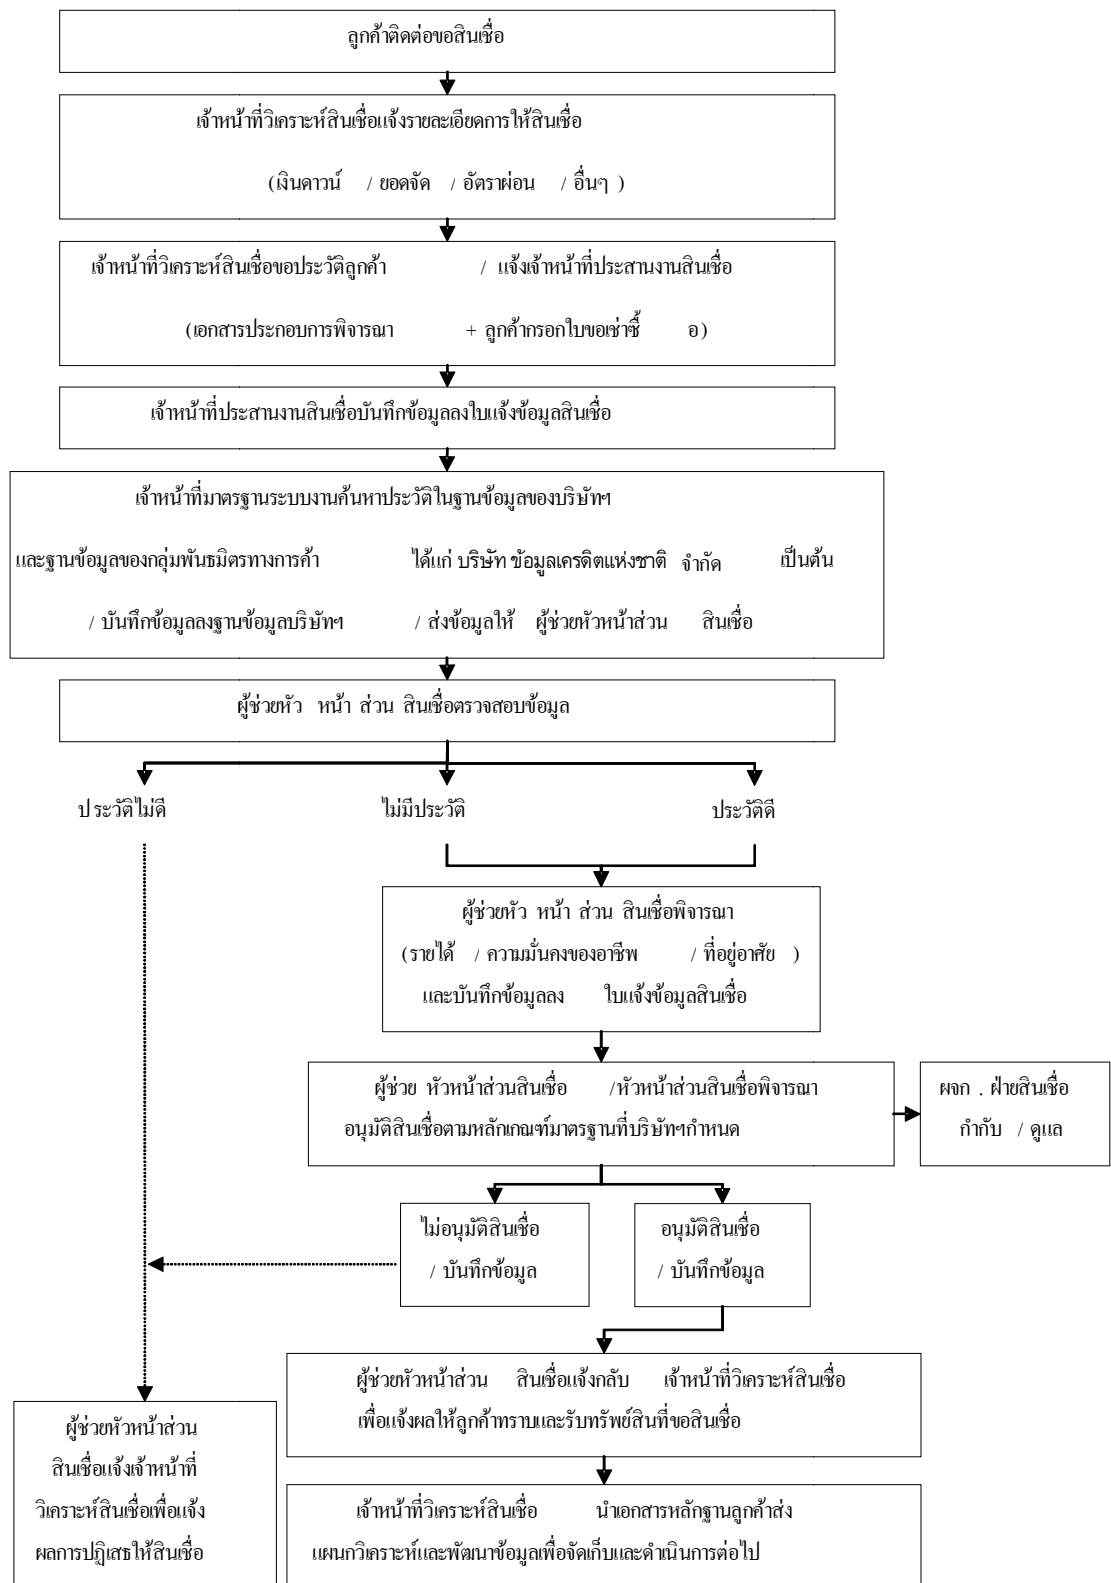 ลูกค้าติดต่อขอสินเชื่อ
เจ้าหน้าที่วิเคราะห์สินเชื่อแจ้งรายละเอียดการให้สินเชื่อ
(เงินดาวน์ / ยอดจัด / อัตราผ่อน / อื่นๆ )
เจ้าหน้าที่วิเคราะห์สินเชื่อขอประวัติลูกค้า / แจ้งเจ้าหน้าที่ประสานงานสินเชื่อ
(เอกสารประกอบการพิจารณา + ลูกค้ากรอกใบขอเช่าซื้ อ)
เจ้าหน้าที่ประสานงานสินเชื่อบันทึกข้อมูลลงใบแจ้งข้อมูลสินเชื่อ
เจ้าหน้าที่มาตรฐานระบบงานค้นหาประวัติในฐานข้อมูลของบริษัทฯ
และฐานข้อมูลของกลุ่มพันธมิตรทางการค้า ได้แก่ บริษัท ข้อมูลเครดิตแห่งชาติ จำกัด เป็นต้น
/ บันทึกข้อมูลลงฐานข้อมูลบริษัทฯ / ส่งข้อมูลให้ ผู้ช่วยหัวหน้าส่วน สินเชื่อ
ผู้ช่วยหัว หน้า ส่วน สินเชื่อตรวจสอบข้อมูล
ประวัติไม่ดี ไม่มีประวัติ ประวัติดี
ผู้ช่วยหัว หน้า ส่วน สินเชื่อพิจารณา
(รายได้ / ความมั่นคงของอาชีพ / ที่อยู่อาศัย )
และบันทึกข้อมูลลง ใบแจ้งข้อมูลสินเชื่อ
ผู้ช่วย หัวหน้าส่วนสินเชื่อ /หัวหน้าส่วนสินเชื่อพิจารณา
อนุมัติสินเชื่อตามหลักเกณฑ์มาตรฐานที่บริษัทฯกำหนด
ผจก . ฝ่ายสินเชื่อ
กำกับ / ดูแล
ไม่อนุมัติสินเชื่อ
/ บันทึกข้อมูล
อนุมัติสินเชื่อ
/ บันทึกข้อมูล
ผู้ช่วยหัวหน้าส่วน สินเชื่อแจ้งกลับ เจ้าหน้าที่วิเคราะห์สินเชื่อ
เพื่อแจ้งผลให้ลูกค้าทราบและรับทรัพย์สินที่ขอสินเชื่อ
ผู้ช่วยหัวหน้าส่วน
สินเชื่อแจ้งเจ้าหน้าที่
วิเคราะห์สินเชื่อเพื่อแจ้ง
ผลการปฏิเสธให้สินเชื่อ
เจ้าหน้าที่วิเคราะห์สินเชื่อ นำเอกสารหลักฐานลูกค้าส่ง
แผนกวิเคราะห์และพัฒนาข้อมูลเพื่อจัดเก็บและดำเนินการต่อไป